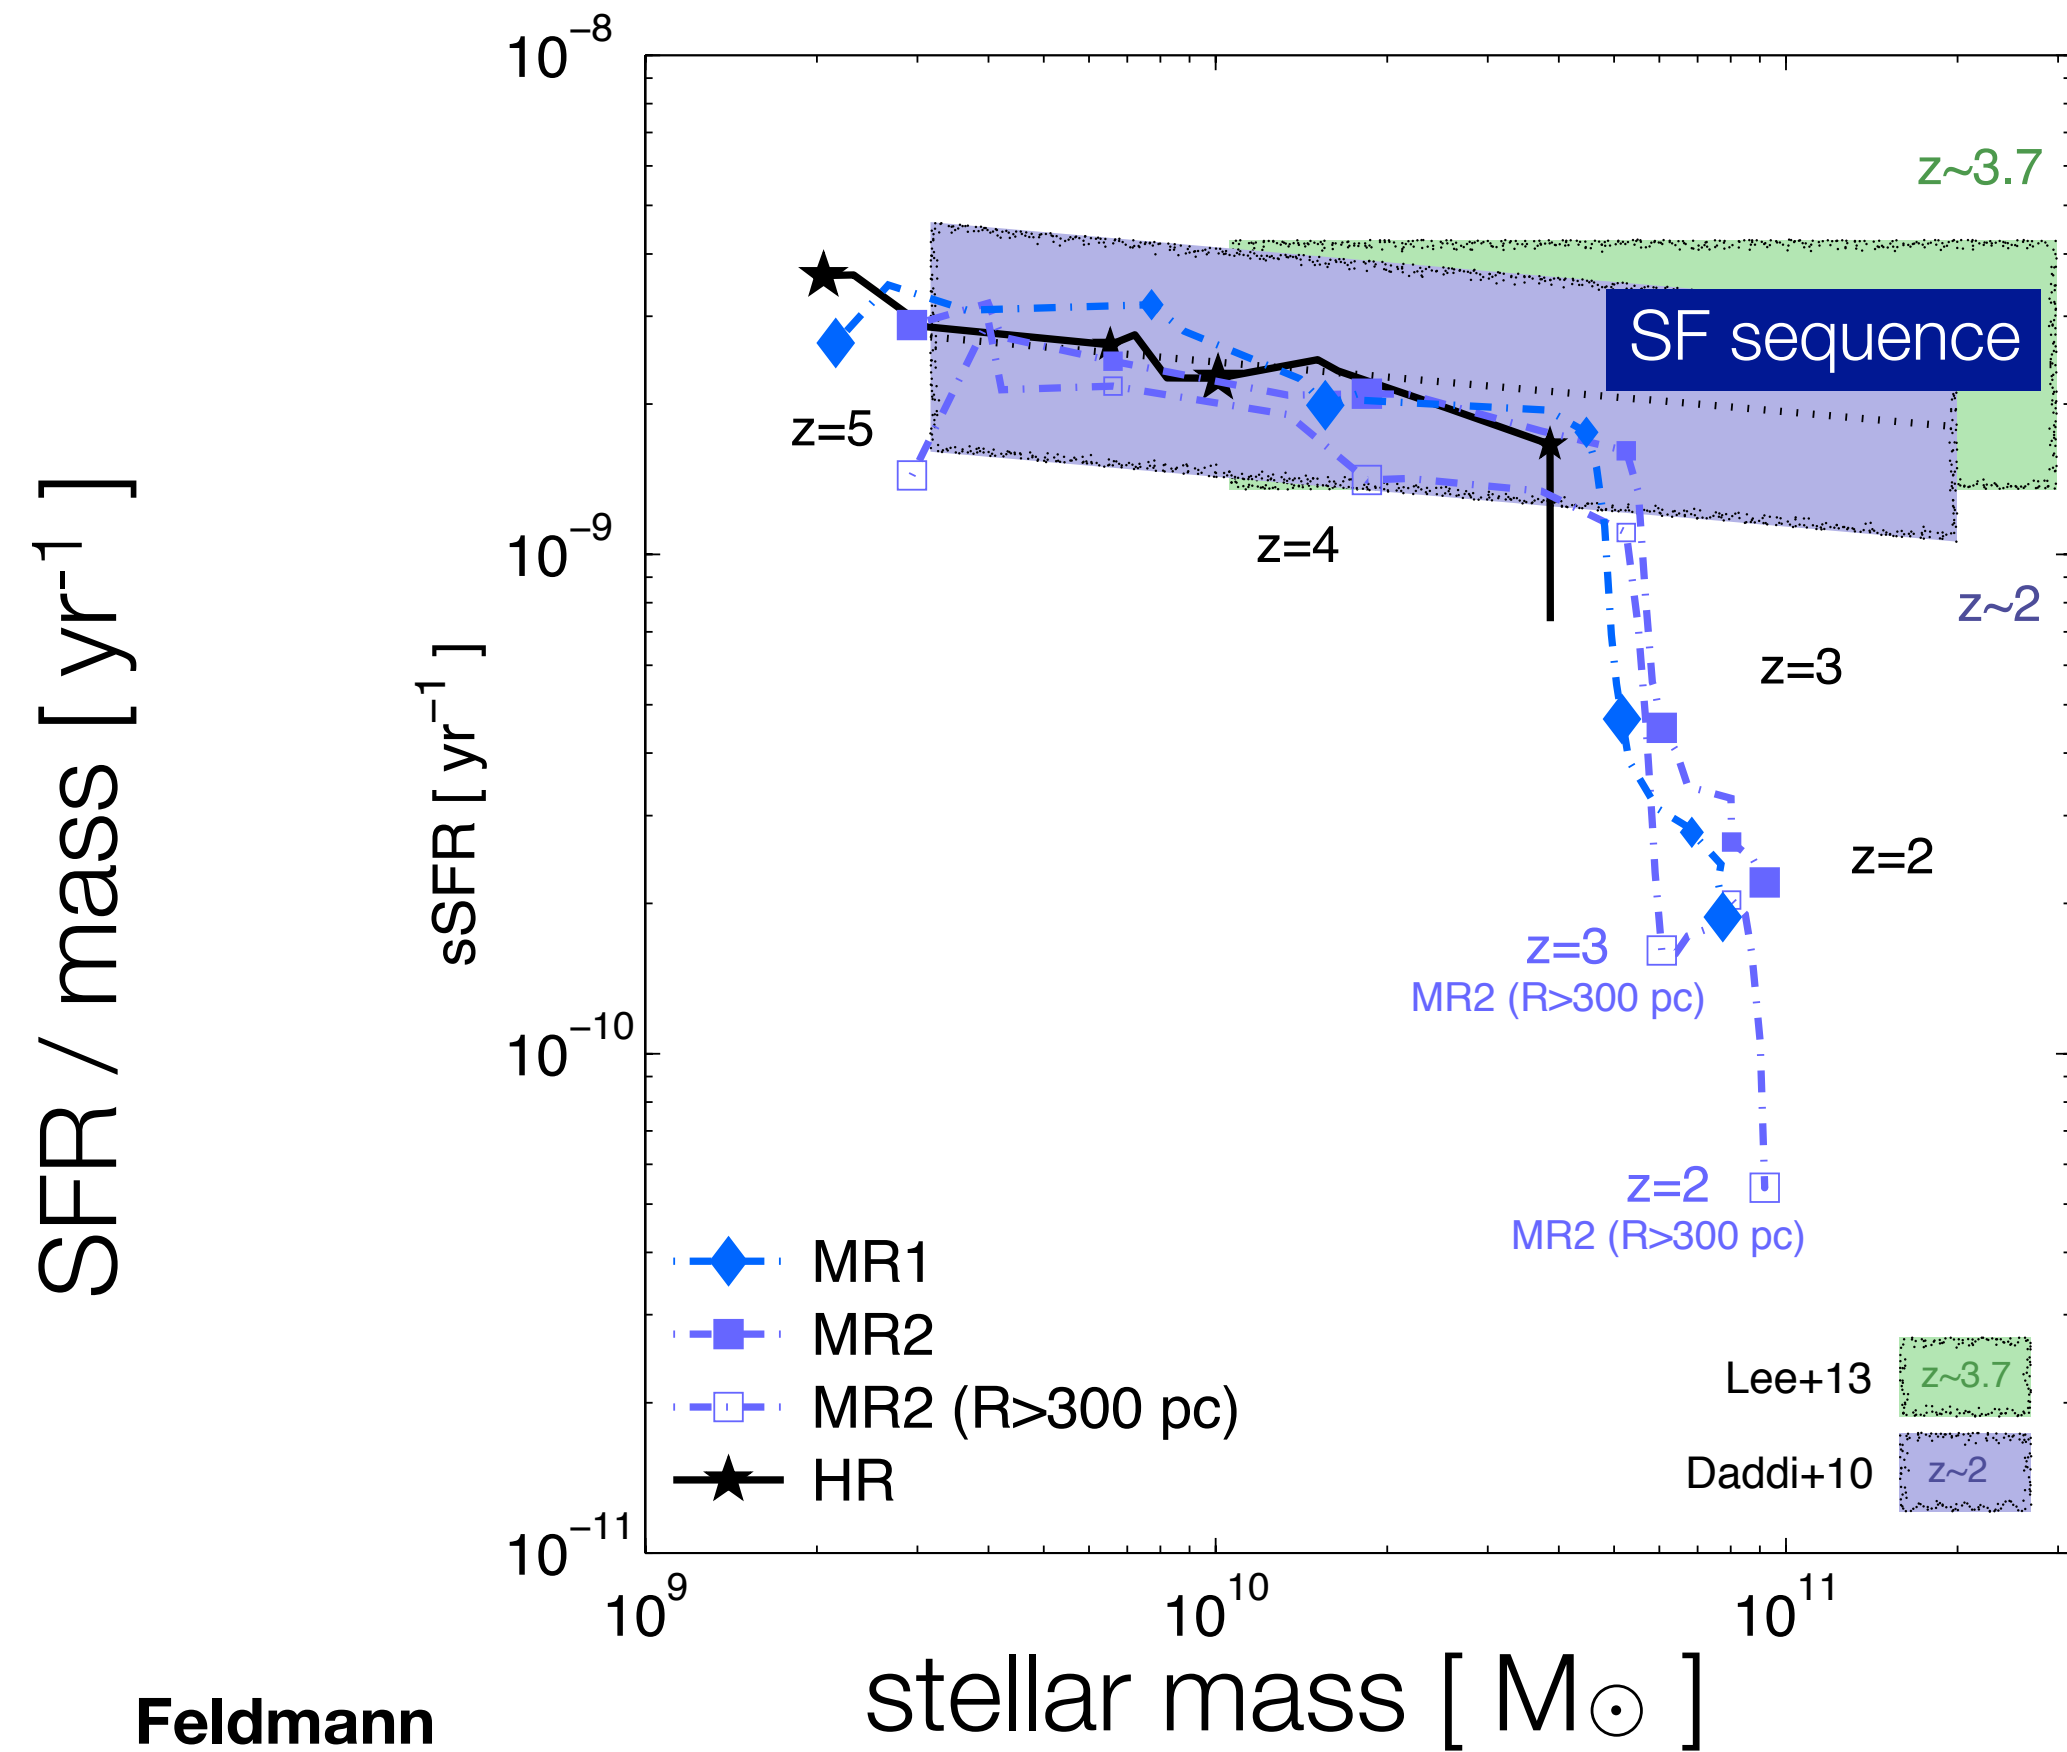 SFR / mass [ yr-1 ]
sSFR [ yr−1 ]
10−8
10−9
10−10
10−11
z~3.7
SF sequence
z=5
z=4
z~2
z=3
z=2
z=3
MR2 (R>300 pc)
z=2
MR2 (R>300 pc)
MR1
MR2
MR2 (R>300 pc)
HR
Lee+13 z~3.7
Daddi+10 z~2
109 1010 1011
stellar mass [ M☉ ]
Feldmann